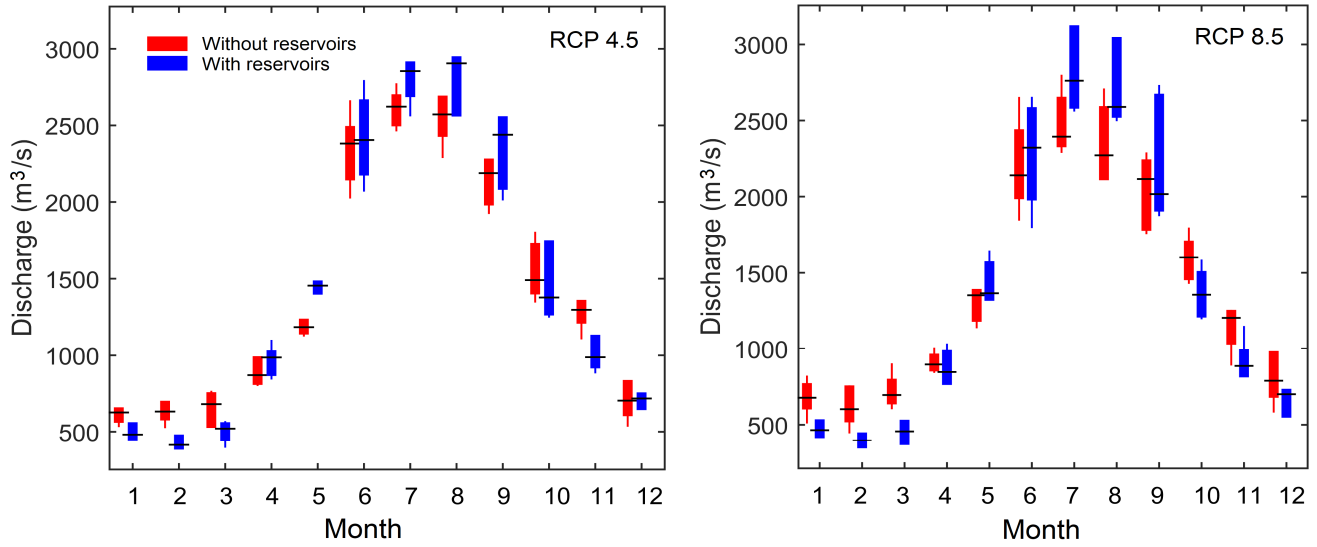 RCP 4.5
Without reservoirs
With reservoirs
Discharge (m³/s)
3000
2500
2000
1500
1000
500
1 2 3 4 5 6 7 8 9 10 11 12
Month
RCP 8.5
Discharge (m³/s)
3000
2500
2000
1500
1000
500
1 2 3 4 5 6 7 8 9 10 11 12
Month